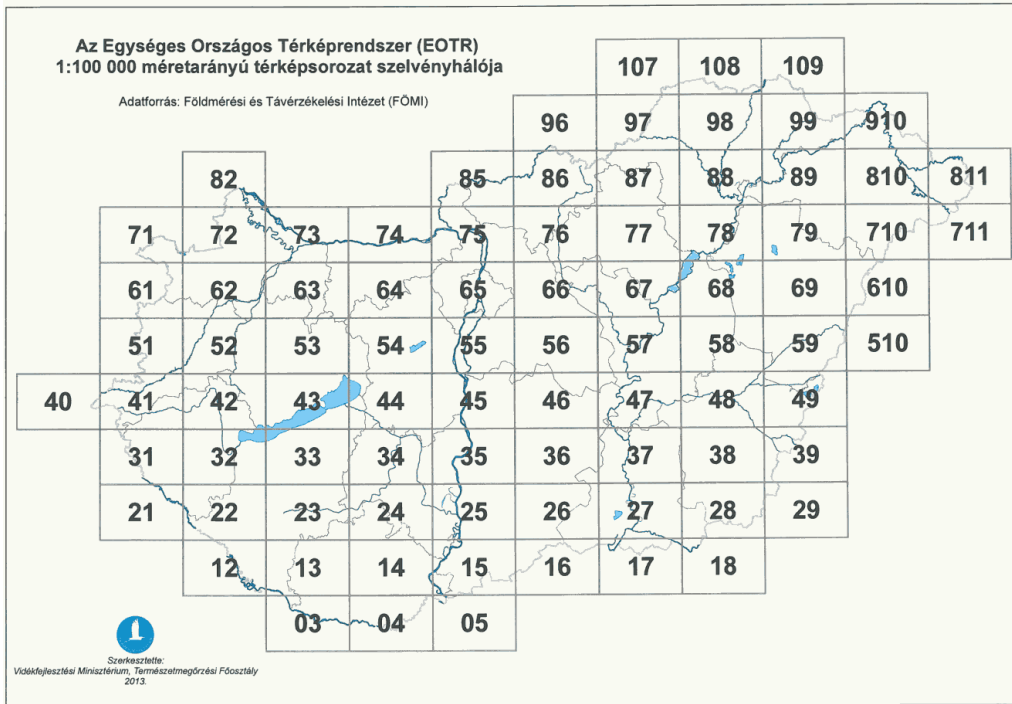 Az Egységes Országos Térképrendszer (EOTR)
1:100 000 méretarányú térképsorozat szelvényhálója
Adatforrás: Földmérési és Távérzékelési Intézet (FÖMI)
107 108 109
96 97 98 99 910
82 85 86 87 88 89 810 811
71 72 73 74 75 76 77 78 79 710 711
61 62 63 64 65 66 67 68 69 610
51 52 53 54 55 56 57 58 59 510
40 41 42 43 44 45 46 47 48 49
31 32 33 34 35 36 37 38 39
21 22 23 24 25 26 27 28 29
12 13 14 15 16 17 18
03 04 05
Szerkesztette:
Vidékfejlesztési Minisztérium, Természetmegőrzési Főosztály
2013.